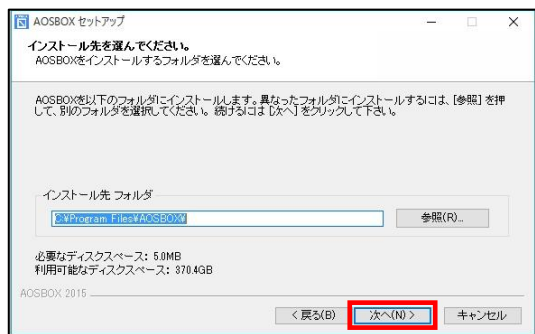 AOSBOX セットアップ
インストール先を選んでください。
AOSBOXをインストールするフォルダを選んでください。
AOSBOXを以下のフォルダにインストールします。異なったフォルダにインストールするには、[参照] を押
して、別のフォルダを選択してください。続けるには [次へ] をクリックして下さい。
インストール先 フォルダ
C:¥Program Files¥AOSBOX¥
参照(R)...
必要なディスクスペース: 5.0MB
利用可能なディスクスペース: 370.4GB
AOSBOX 2015
< 戻る(B)
次へ(N) >
キャンセル